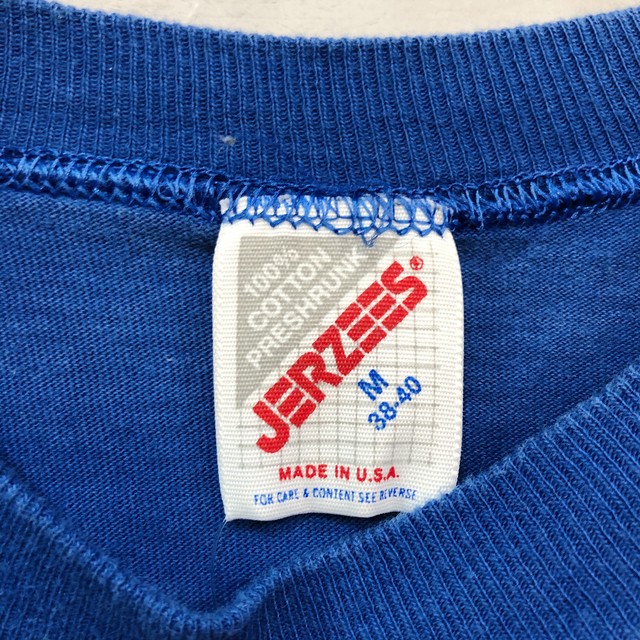 100%
COTTON
PRESHRUNK
JERZEES®
M
38-40
MADE IN U.S.A.
FOR CARE & CONTENT SEE REVERSE